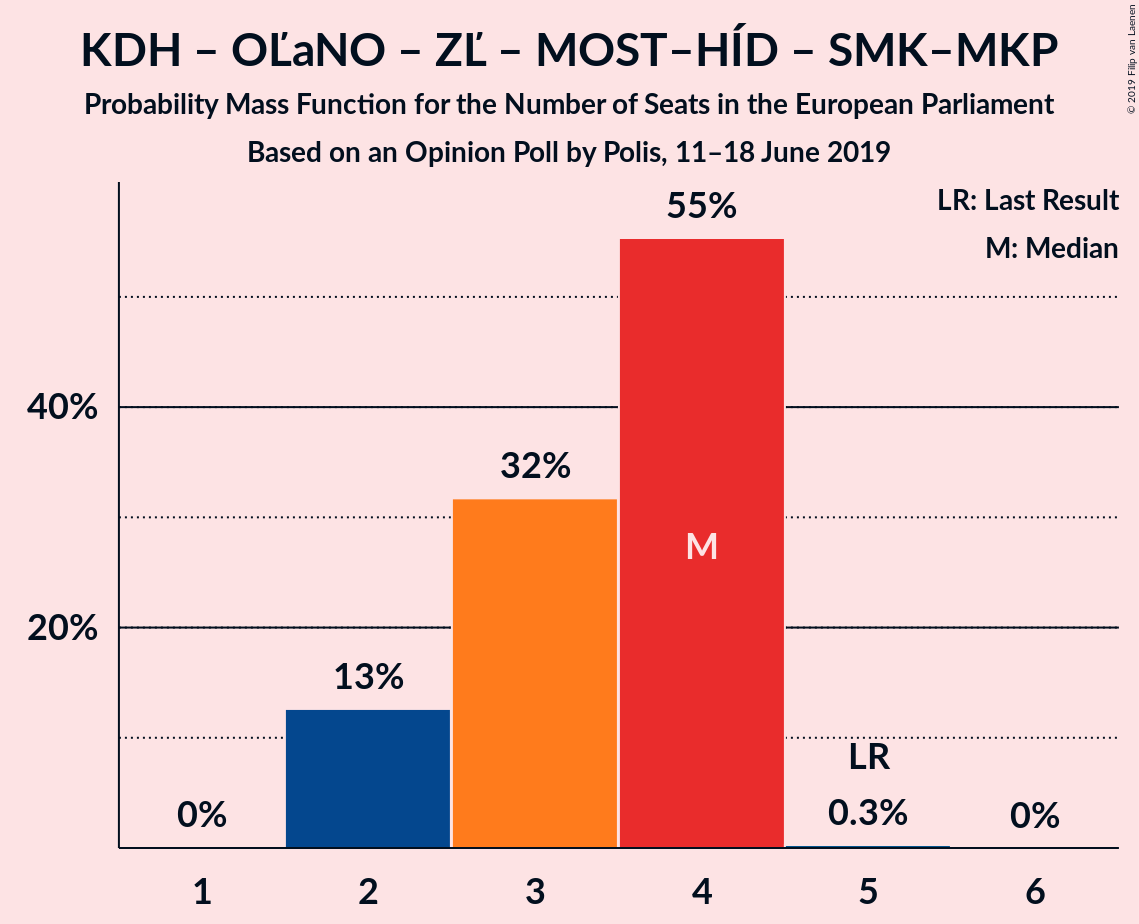 KDH – OĽaNO – ZĽ – MOST–HÍD – SMK–MKP
Probability Mass Function for the Number of Seats in the European Parliament
Based on an Opinion Poll by Polis, 11–18 June 2019
© 2019 Filip van Laenen
LR: Last Result
M: Median
55%
40%
32%
M
20%
13%
LR
0%
0.3%
0%
1 2 3 4 5 6